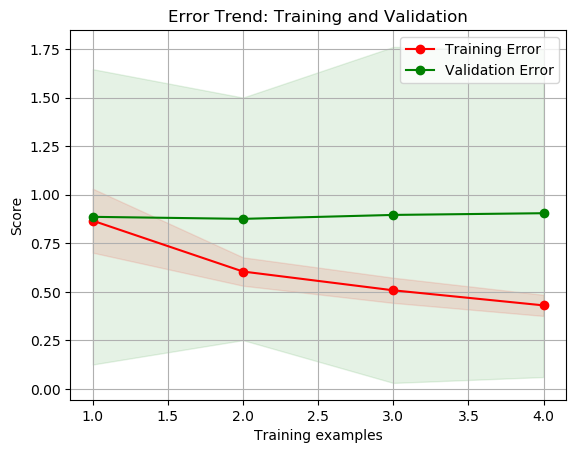 Error Trend: Training and Validation
Training Error
Validation Error
Score
1.75
1.50
1.25
1.00
0.75
0.50
0.25
0.00
1.0 1.5 2.0 2.5 3.0 3.5 4.0
Training examples